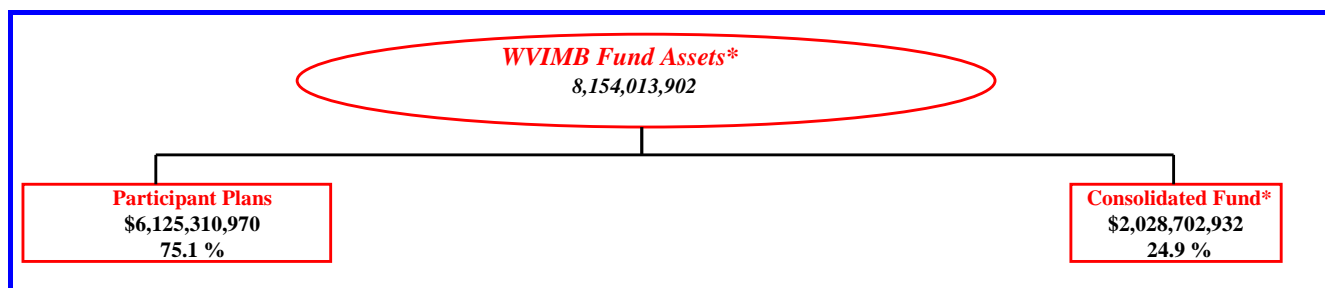 WVIMB Fund Assets*
8,154,013,902
Participant Plans
$6,125,310,970
75.1 %
Consolidated Fund*
$2,028,702,932
24.9 %